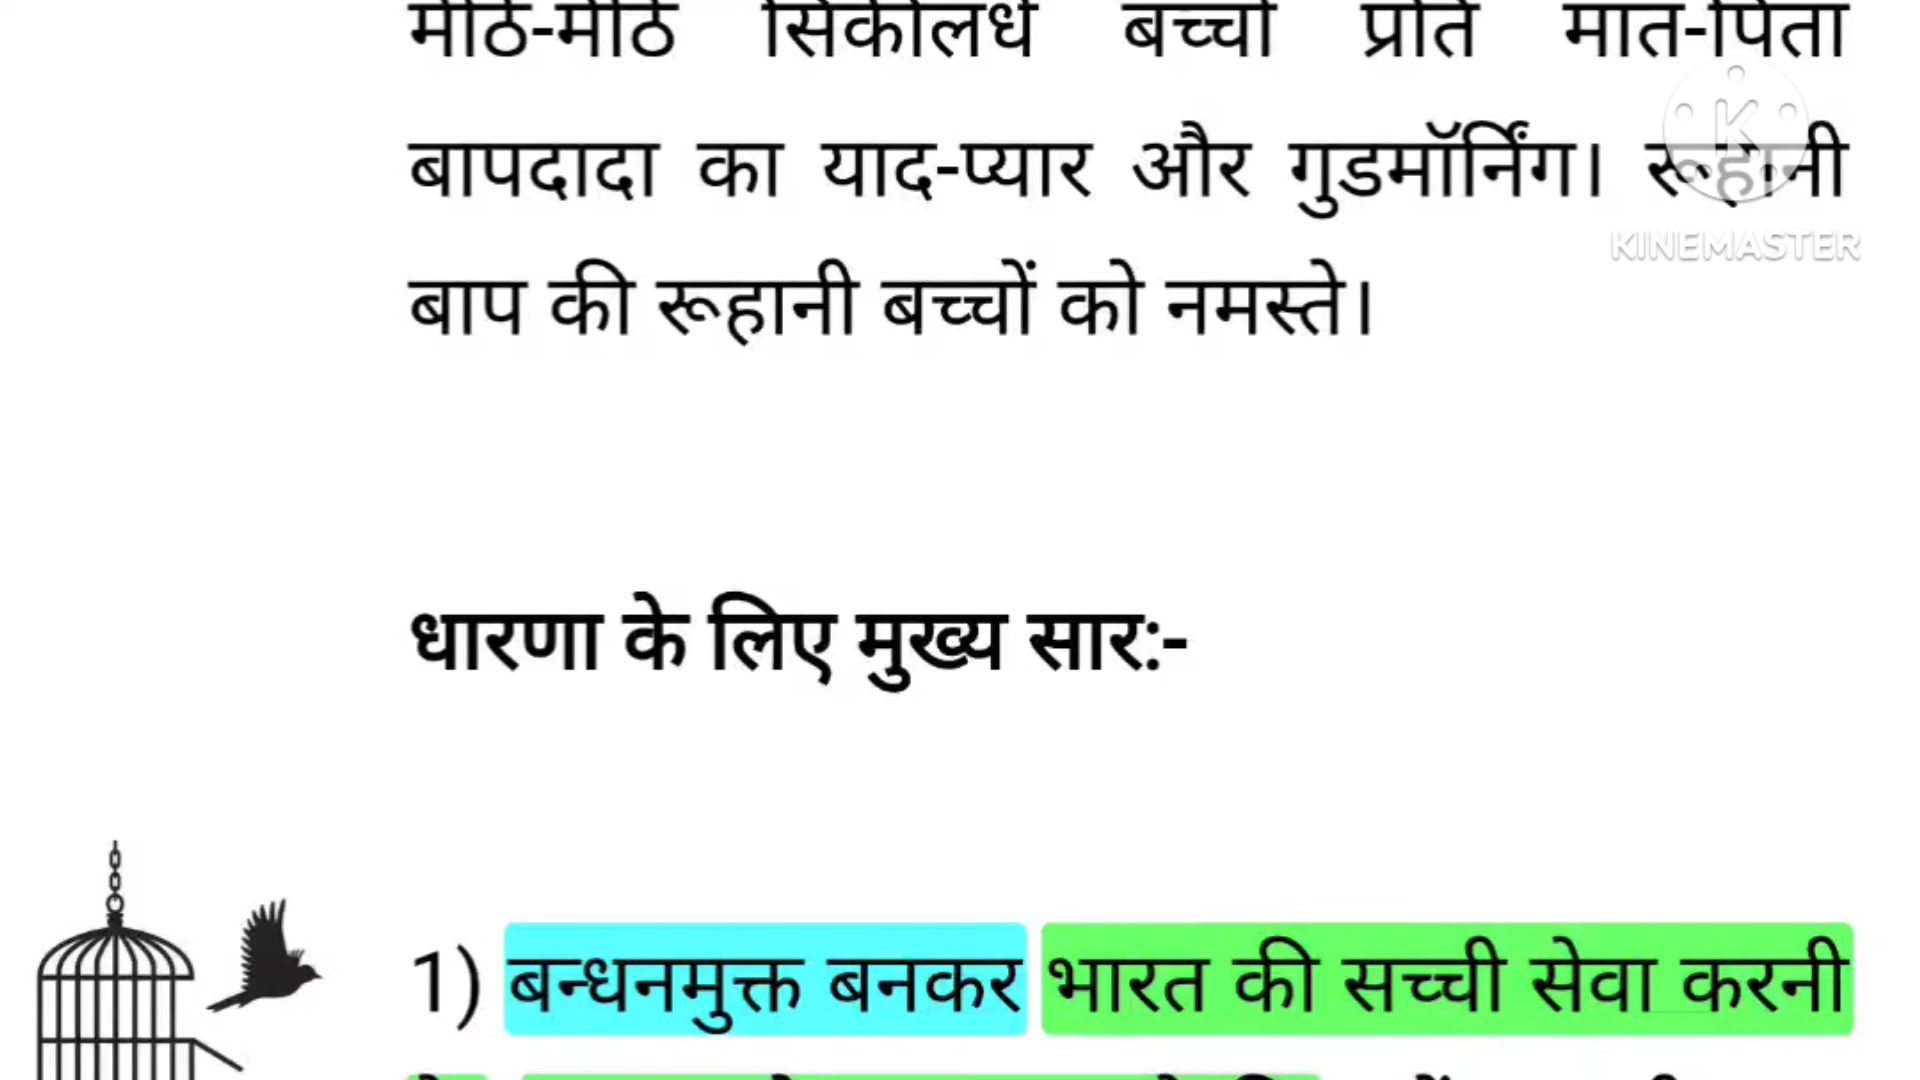 मीठे-मीठे सिकीलधे बच्चों प्रति मात-पिता
बापदादा का याद-प्यार और गुडमॉर्निंग। रूहानी
बाप की रूहानी बच्चों को नमस्ते।
KINEMASTER
धारणा के लिए मुख्य सार:-
1) बन्धनमुक्त बनकर भारत की सच्ची सेवा करनी